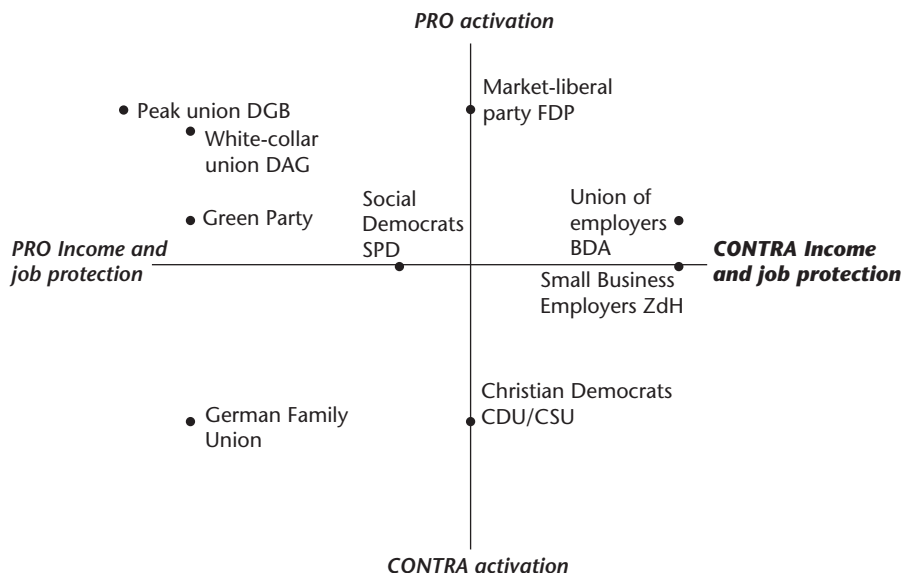 PRO activation
Market-liberal
party FDP
Peak union DGB
White-collar
union DAG
Social
Democrats
SPD
Union of
employers
BDA
Green Party
PRO Income and
job protection
CONTRA Income
and job protection
Small Business
Employers ZdH
Christian Democrats
CDU/CSU
German Family
Union
CONTRA activation